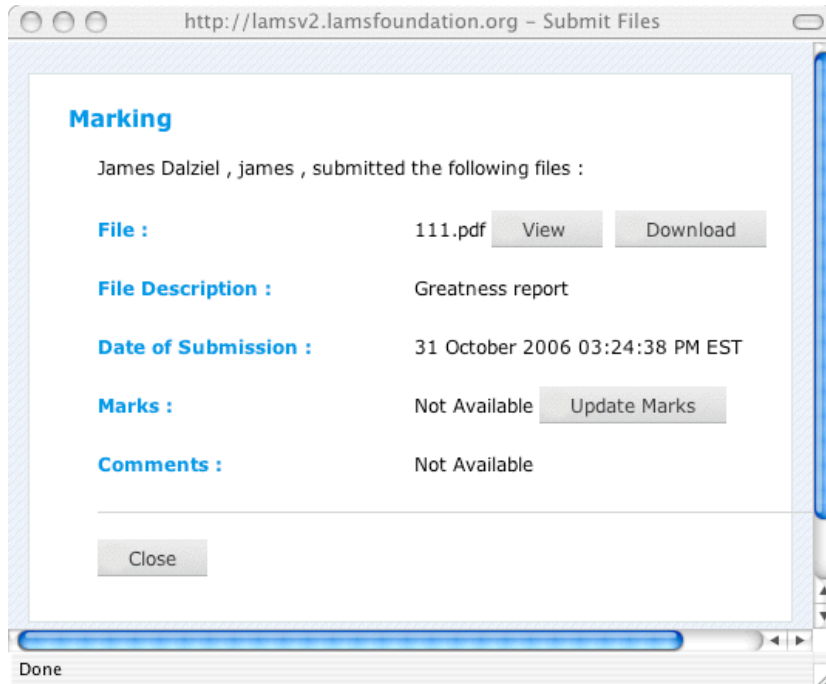 http://lamsv2.lamsfoundation.org – Submit Files
Marking
James Dalziel , james , submitted the following files :
File : 111.pdf View Download
File Description : Greatness report
Date of Submission : 31 October 2006 03:24:38 PM EST
Marks : Not Available Update Marks
Comments : Not Available
Close
Done